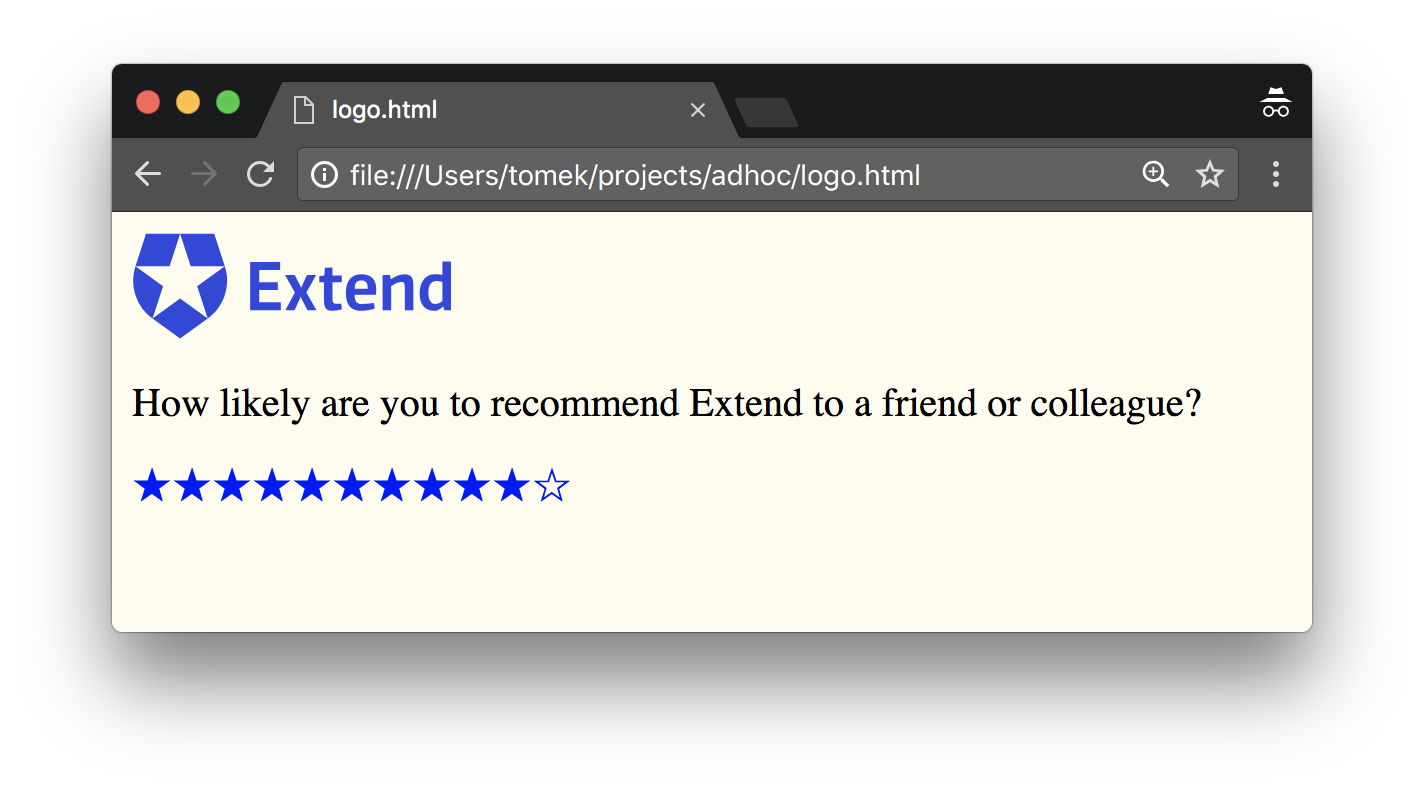 logo.html
file:///Users/tomek/projects/adhoc/logo.html
Extend
How likely are you to recommend Extend to a friend or colleague?
★★★★★★★★★★☆